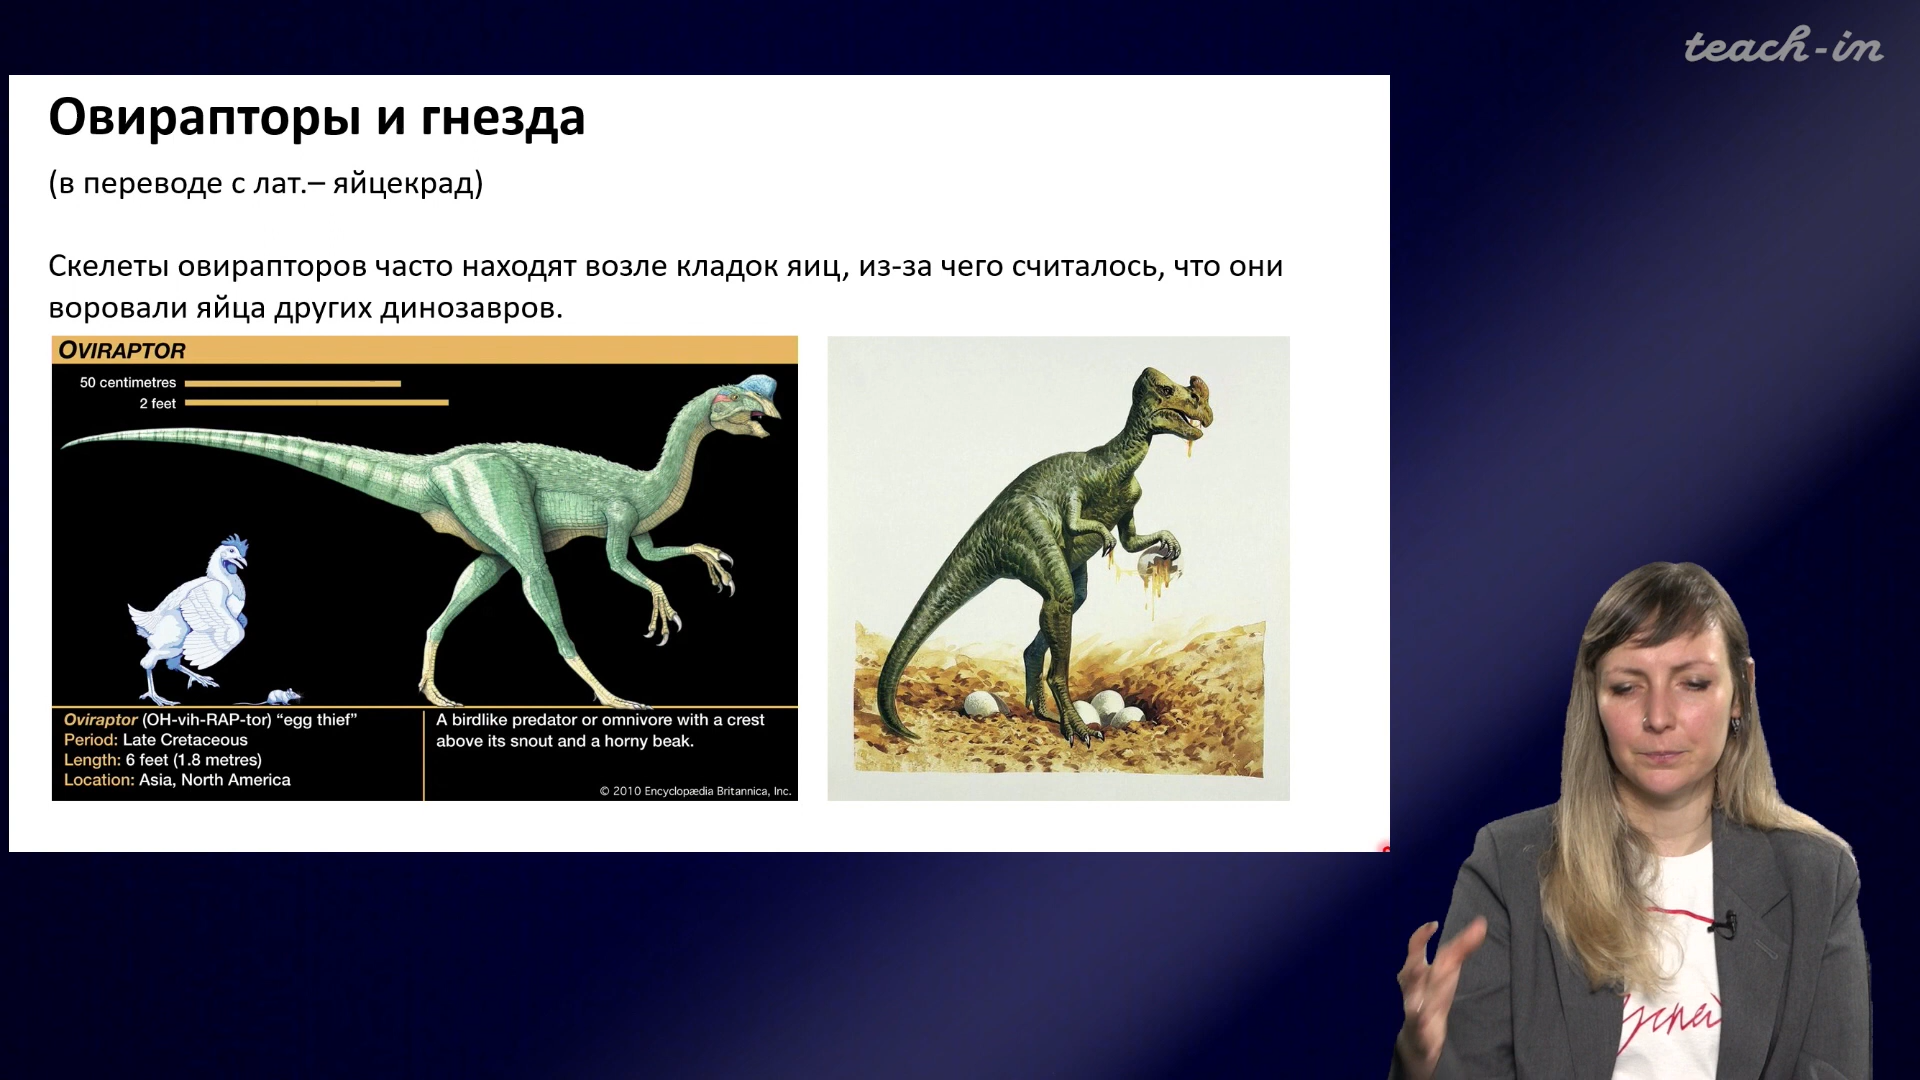 teach-in
Овирапторы и гнезда
(в переводе с лат.– яйцекрад)
Скелеты овирапторов часто находят возле кладок яиц, из-за чего считалось, что они
воровали яйца других динозавров.
OVIRAPTOR
50 centimetres
2 feet
Oviraptor (OH-vih-RAP-tor) “egg thief”
Period: Late Cretaceous
Length: 6 feet (1.8 metres)
Location: Asia, North America
A birdlike predator or omnivore with a crest
above its snout and a horny beak.
© 2010 Encyclopædia Britannica, Inc.